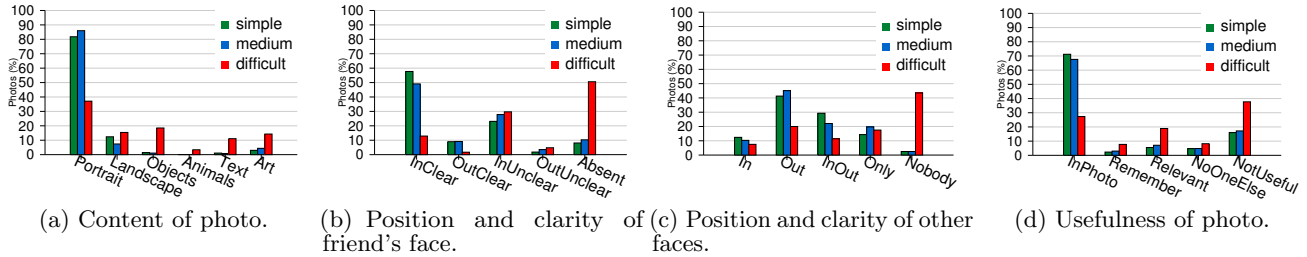 100
90
80
70
60
50
40
30
20
10
0
Photos (%)
simple
medium
difficult
Portrait
Landscape
Objects
Animals
Text
Art
(a) Content of photo.
100
90
80
70
60
50
40
30
20
10
0
Photos (%)
simple
medium
difficult
InClear
OutClear
InUnclear
OutUnclear
Absent
(b) Position and clarity of
friend's face.
100
90
80
70
60
50
40
30
20
10
0
Photos (%)
simple
medium
difficult
In
Out
InOut
Only
Nobody
(c) Position and clarity of other
faces.
100
90
80
70
60
50
40
30
20
10
0
Photos (%)
simple
medium
difficult
InPhoto
Remember
Relevant
NoOneElse
NotUseful
(d) Usefulness of photo.